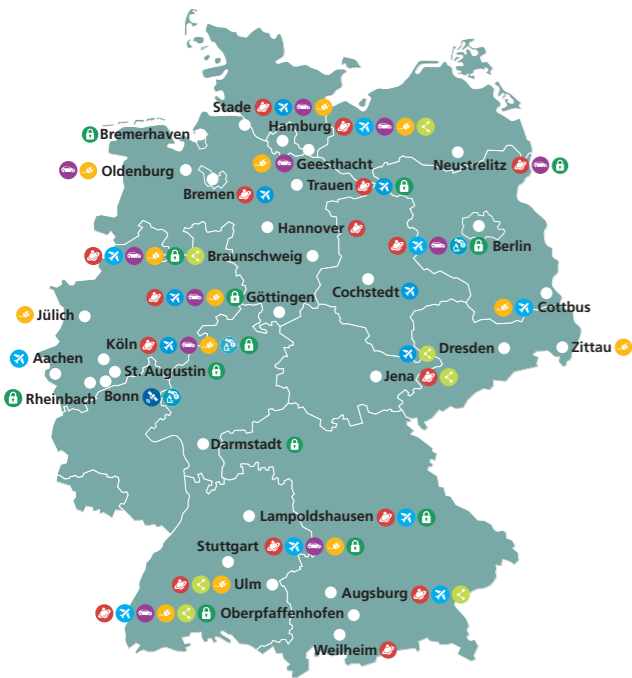 Stade
Hamburg
Bremerhaven
Geesthacht
Neustrelitz
Oldenburg
Trauen
Bremen
Hannover
Berlin
Braunschweig
Cochstedt
Göttingen
Cottbus
Jülich
Köln
Dresden
Zittau
Aachen
St. Augustin
Jena
Rheinbach
Bonn
Darmstadt
Lampoldshausen
Stuttgart
Ulm
Augsburg
Oberpfaffenhofen
Weilheim